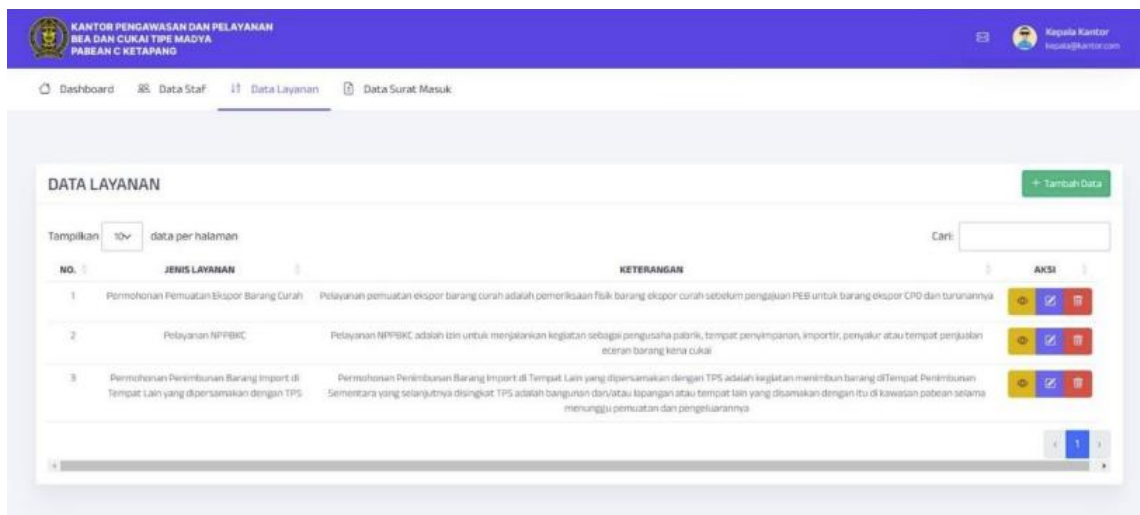 KANTOR PENGAWASAN DAN PELAYANAN
BEA DAN CUKAI TIPE MADYA
PABEAN C KETAPANG
Kepala Kantor
kepala@kantor.com
Dashboard
Data Staf
Data Layanan
Data Surat Masuk
DATA LAYANAN
+ Tambah Data
Tampilkan 10 data per halaman
Cari:
NO. JENIS LAYANAN KETERANGAN AKSI
1 Permohonan Pemuatan Ekspor Barang Curah Pelayanan pemuatan ekspor barang curah adalah pemeriksaan fisik barang ekspor curah sebelum pengajuan PEB untuk barang ekspor CPO dan turunannya
2 Pelayanan NPPBKC Pelayanan NPPBKC adalah izin untuk menjalankan kegiatan sebagai pengusaha pabrik, tempat penyimpanan, importir, penyalur atau tempat penjualan
eceran barang kena cukai
3 Permohonan Penimbunan Barang Import di Permohonan Penimbunan Barang Import di Tempat Lain yang dipersamakan dengan TPS adalah kegiatan menimbun barang diTempat Penimbunan
Tempat Lain yang dipersamakan dengan TPS Sementara yang selanjutnya disingkat TPS adalah bangunan dan/atau lapangan atau tempat lain yang disamakan dengan itu di kawasan pabean selama
menunggu pemuatan dan pengeluarannya
1